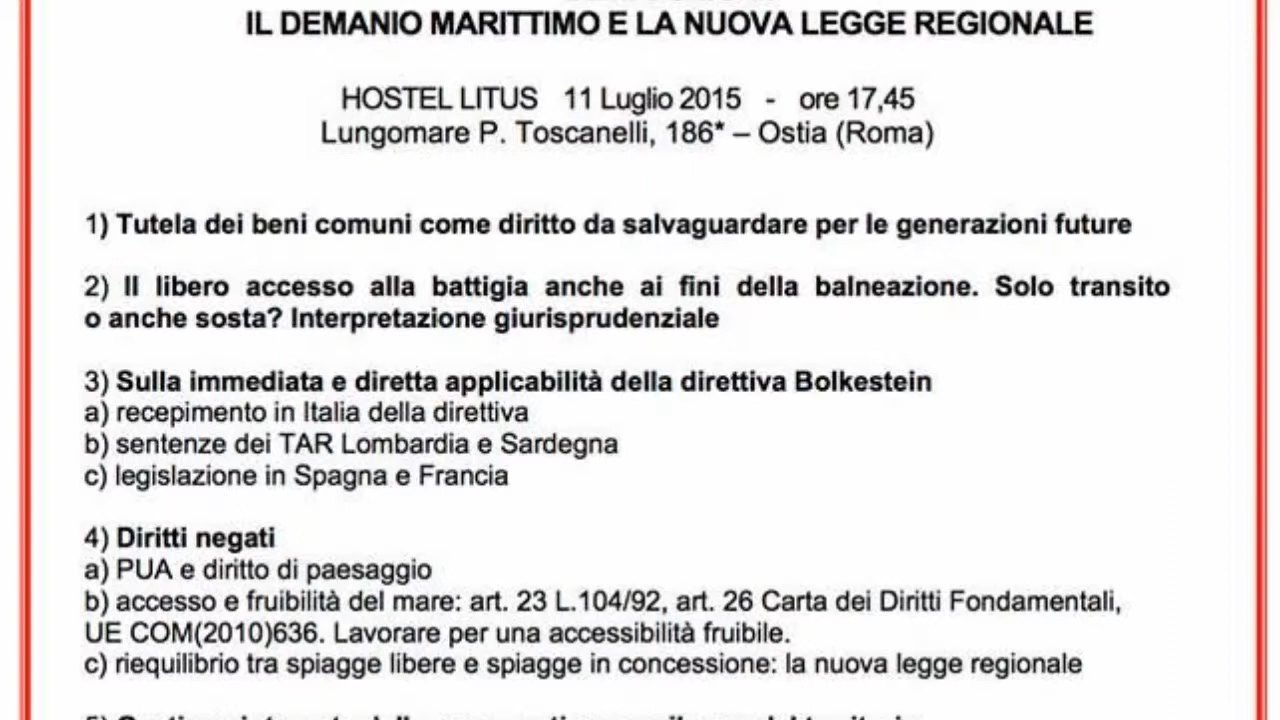 IL DEMANIO MARITTIMO E LA NUOVA LEGGE REGIONALE
HOSTEL LITUS 11 Luglio 2015 - ore 17,45
Lungomare P. Toscanelli, 186* – Ostia (Roma)
1) Tutela dei beni comuni come diritto da salvaguardare per le generazioni future
2) Il libero accesso alla battigia anche ai fini della balneazione. Solo transito
o anche sosta? Interpretazione giurisprudenziale
3) Sulla immediata e diretta applicabilità della direttiva Bolkestein
a) recepimento in Italia della direttiva
b) sentenze dei TAR Lombardia e Sardegna
c) legislazione in Spagna e Francia
4) Diritti negati
a) PUA e diritto di paesaggio
b) accesso e fruibilità del mare: art. 23 L.104/92, art. 26 Carta dei Diritti Fondamentali,
UE COM(2010)636. Lavorare per una accessibilità fruibile.
c) riequilibrio tra spiagge libere e spiagge in concessione: la nuova legge regionale